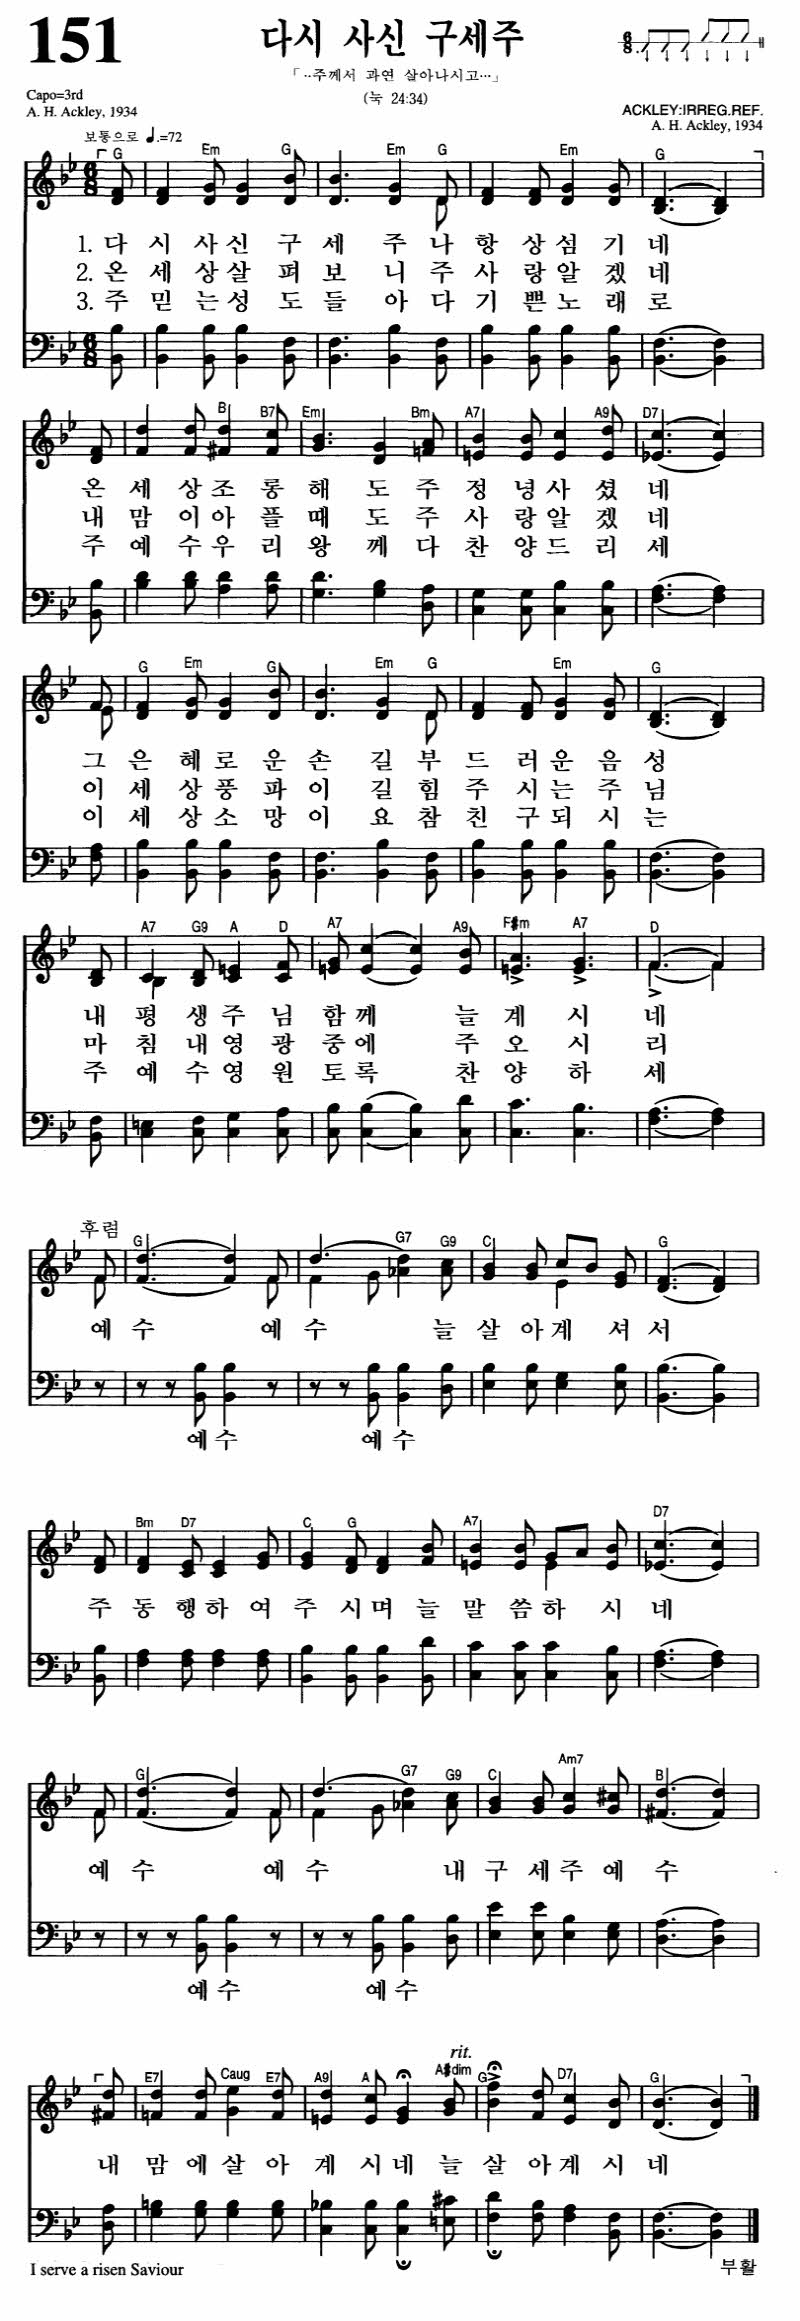 151
다시 사신 구세주
「··주께서 과연 살아나시고···」
(눅 24:34)
Capo=3rd
A. H. Ackley, 1934
ACKLEY:IRREG.REF.
A. H. Ackley, 1934
보통으로 ♩.=72
G Em G Em G Em G
1. 다 시 사 신 구 세 주 나 항 상 섬 기 네
2. 온 세 상 살 펴 보 니 주 사 랑 알 겠 네
3. 주 믿 는 성 도 들 아 다 기 쁜 노 래 로
B B7 Em Bm A7 A9 D7
온 세 상 조 롱 해 도 주 정 녕 사 셨 네
내 맘 이 아 플 때 도 주 사 랑 알 겠 네
주 예 수 우 리 왕 께 다 찬 양 드 리 세
G Em G Em G Em G
그 은 혜 로 운 손 길 부 드 러 운 음 성
이 세 상 풍 파 이 길 힘 주 시 는 주 님
이 세 상 소 망 이 요 참 친 구 되 시 는
A7 G9 A D A7 A9 F#m A7 D
내 평 생 주 님 함 께 늘 계 시 네
마 침 내 영 광 중 에 주 오 시 리
주 예 수 영 원 토 록 찬 양 하 세
후렴
G G7 G9 C G
예 수 예 수 늘 살 아 계 셔 서
예 수 예 수
Bm D7 C G A7 D7
주 동 행 하 여 주 시 며 늘 말 씀 하 시 네
G G7 G9 C Am7 B
예 수 예 수 내 구 세 주 예 수
예 수 예 수
rit.
E7 Caug E7 A9 A A#dim G D7 G
내 맘 에 살 아 계 시 네 늘 살 아 계 시 네
I serve a risen Saviour
부활